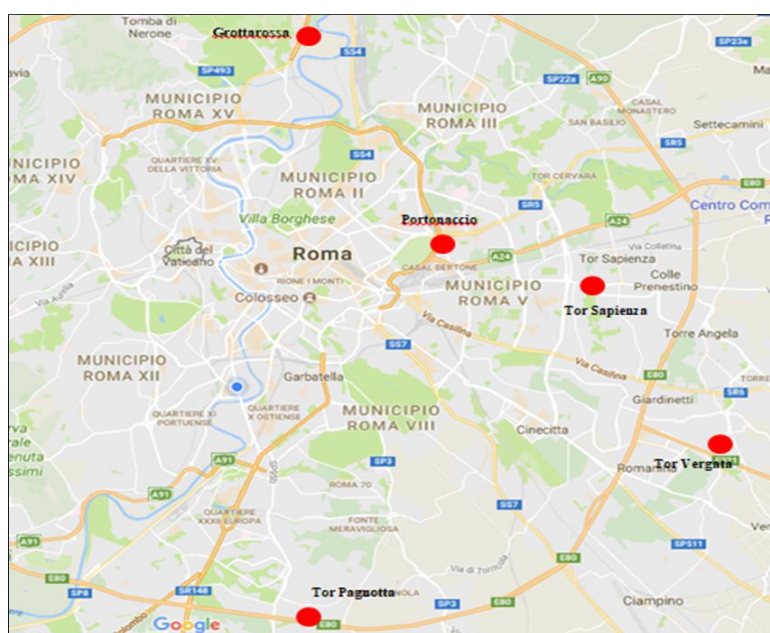 Tomba di
Nerone
Grottarossa
SS4
SP23a
SP493
A90
SP22a
MUNICIPIO
ROMA XV
MUNICIPIO
ROMA III
CASAL
MONASTERO
SAN BASILIO
Settecamini
SR5
MUNICIPIO
ROMA XIV
QUARTIERE XV
DELLA VITTORIA
SS4
MUNICIPIO
ROMA II
TOR CERVARA
E80
Villa Borghese
SR5
Centro Com
Portonaccio
A24
Città del
Vaticano
Roma
Via Collatina
MUNICIPIO
ROMA XIII
RIONE I MONTI
CASAL BERTONE
A24
Tor Sapienza
Colle
Prenestino
Via Aurelia
Colosseo
MUNICIPIO
ROMA V
Tor Sapienza
Via Casilina
Torre Angela
SS7
MUNICIPIO
ROMA XII
Garbatella
Via Casilina
E80
TORRE
SR6
Giardinetti
QUARTIERE XI
PORTUENSE
QUARTIERE
X OSTIENSE
MUNICIPIO
ROMA VIII
Cinecittà
A91
SP3
Romanina
Tor Vergata
A91
ROMA 70
QUARTIERE
XXXII EUROPA
SS7
FONTE
MERAVIGLIOSA
A91
SP511
E80
SP8
SR148
Tor Pagnotta
SP3
E80
Ciampino
Google
E80